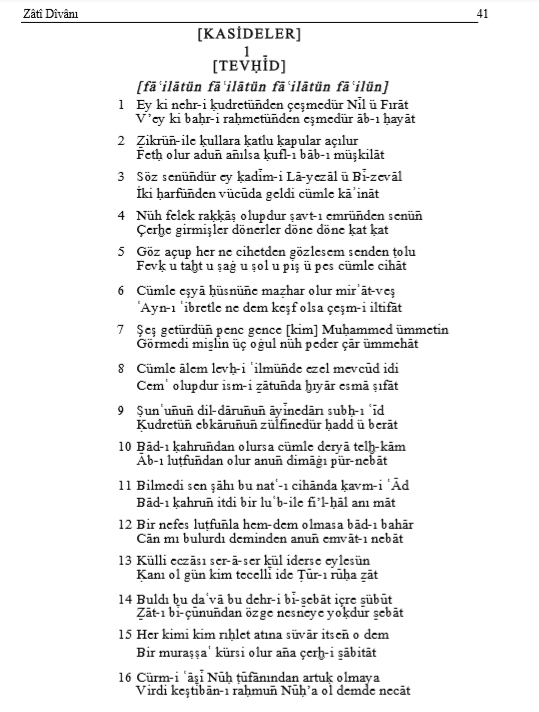 Zâtî Dîvânı 41
[KASİDELER]
1
[TEVḤĪD]
[fāʿilātün fāʿilātün fāʿilātün fāʿilün]
1 Ey ki nehr-i ḳudretüñden çeşmedür Nīl ü Fırāt
V’ey ki baḥr-i raḥmetüñden eşmedür āb-ı ḥayāt
2 Ẕikrüñ-ile ḳullara ḳatlu ḳapular açılur
Fetḥ olur aduñ añılsa ḳufl-ı bāb-ı müşkilāt
3 Söz senüñdür ey ḳadīm-i Lā-yezāl ü Bī-zevāl
İki ḥarfüñden vücūda geldi cümle kāʾināt
4 Nüh felek raḳḳāṣ olupdur ṣavt-ı emrüñden senüñ
Çerḫe girmişler dönerler döne döne ḳat ḳat
5 Göz açup her ne cihetden gözlesem senden ṭolu
Fevḳ u taḥt u ṣaġ u ṣol u pīş ü pes cümle cihāt
6 Cümle eşyā ḥüsnüñe maẓhar olur mirʾāt-veş
ʿAyn-ı ʿibretle ne dem keşf olsa çeşm-i iltifāt
7 Şeş getürdüñ penc gence [kim] Muḥammed ümmetin
Görmedi miṣlin üç oġul nüh peder çār ümmehāt
8 Cümle ālem levḥ-i ʿilmüñde ezel mevcūd idi
Cemʿ olupdur ism-i ẕātuñda ḫıyār esmā ṣıfāt
9 Ṣunʿuñuñ dil-dārunuñ āyīnedārı ṣubḥ-ı ʿīd
Ḳudretüñ ebkārunuñ zülfinedür ḥadd ü berāt
10 Bād-ı ḳahruñdan olursa cümle deryā telḫ-kām
Āb-ı luṭfuñdan olur anuñ dimāġı pür-nebāt
11 Bilmedi sen şāhı bu naṭʿ-ı cihānda ḳavm-i ʿĀd
Bād-ı ḳahruñ itdi bir luʿb-ile fi’l-ḥāl anı māt
12 Bir nefes luṭfuñla hem-dem olmasa bād-ı bahār
Cān mı bulurdı deminden anuñ emvāt-ı nebāt
13 Külli eczāsı ser-ā-ser kül iderse eylesün
Ḳanı ol gün kim tecellī ide Ṭūr-ı rūḥa ẕāt
14 Buldı bu daʿvā bu dehr-i bī-s̱ebāt içre s̱übūt
Ẕāt-ı bī-çūnuñdan özge nesneye yoḳdur s̱ebāt
15 Her kimi kim rıḥlet atına süvār itseñ o dem
Bir muraṣṣaʿ kürsi olur aña çerḫ-i s̱ābitāt
16 Cürm-i ʿāṣī Nūḥ ṭūfānından artuḳ olmaya
Virdi keştībān-ı raḥmuñ Nūḥ’a ol demde necāt